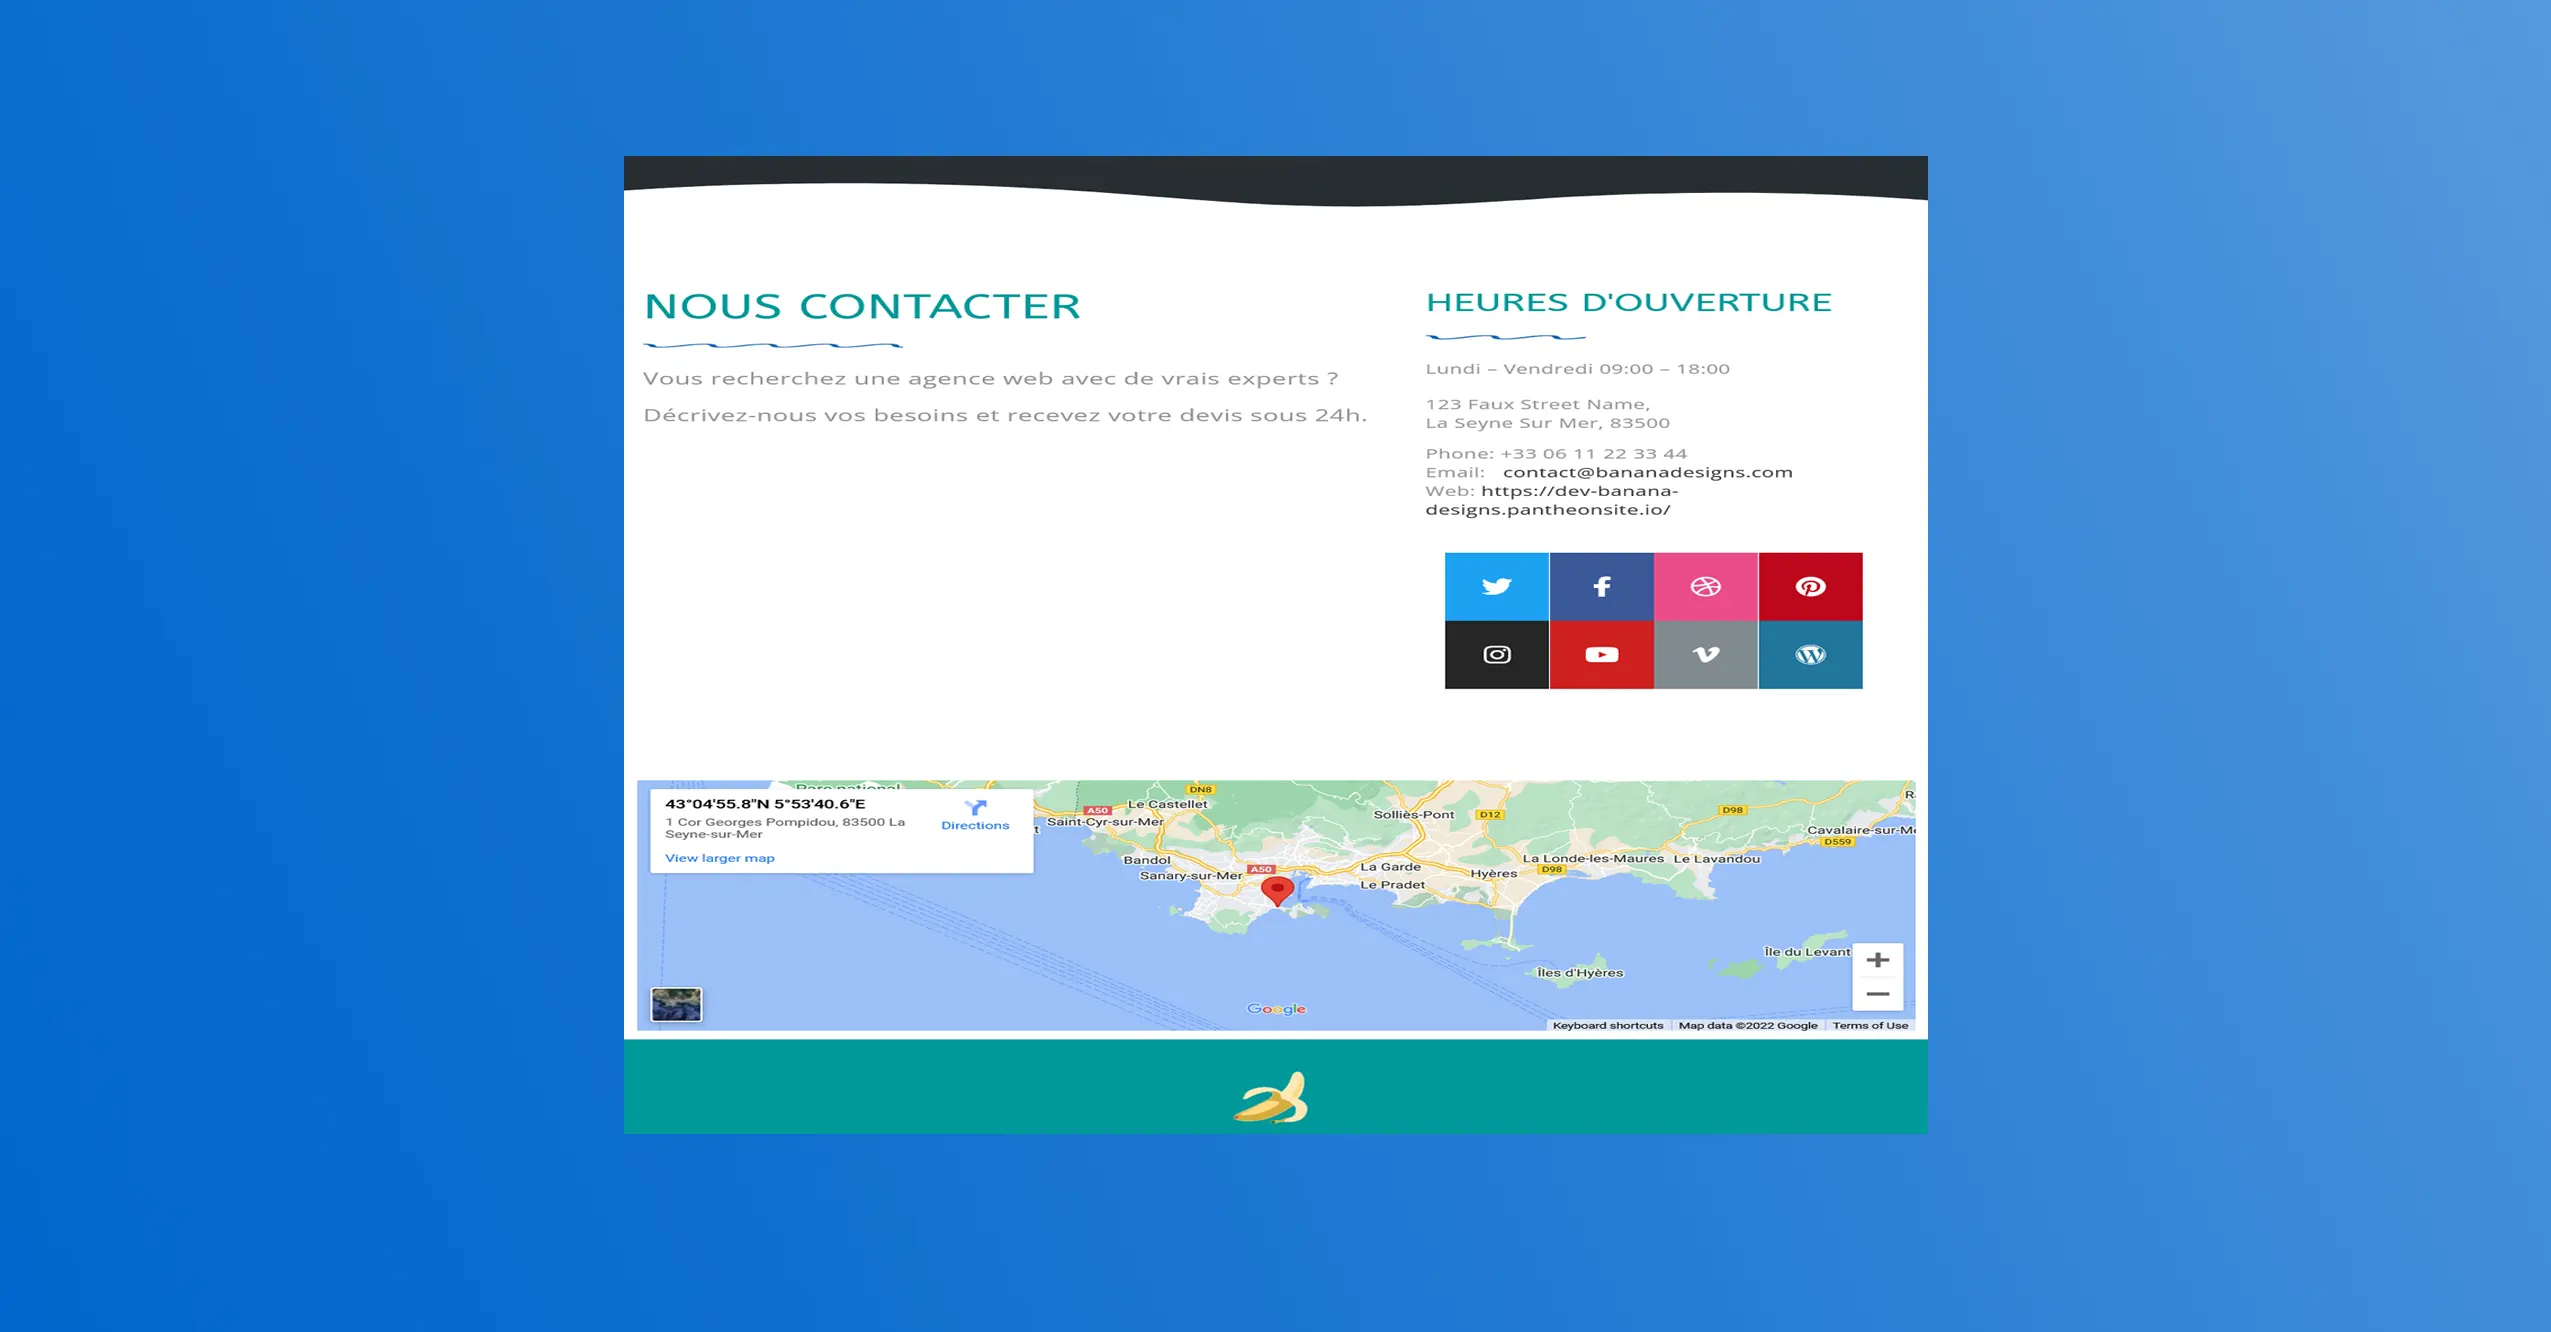 NOUS CONTACTER
Vous recherchez une agence web avec de vrais experts ?
Décrivez-nous vos besoins et recevez votre devis sous 24h.
HEURES D'OUVERTURE
Lundi – Vendredi 09:00 – 18:00
123 Faux Street Name,
La Seyne Sur Mer, 83500
Phone: +33 06 11 22 33 44
Email: contact@bananadesigns.com
Web: https://dev-banana-
designs.pantheonsite.io/
43°04'55.8"N 5°53'40.6"E
1 Cor Georges Pompidou, 83500 La
Seyne-sur-Mer
Directions
View larger map
Parc national
DN8
Le Castellet
A50
Saint-Cyr-sur-Mer
Solliès-Pont
D12
D98
Cavalaire-sur-Me
D559
Bandol
La Londe-les-Maures
Le Lavandou
Sanary-sur-Mer
A50
La Garde
Hyères
D98
Le Pradet
Île du Levant
Îles d'Hyères
Google
Keyboard shortcuts
Map data ©2022 Google
Terms of Use